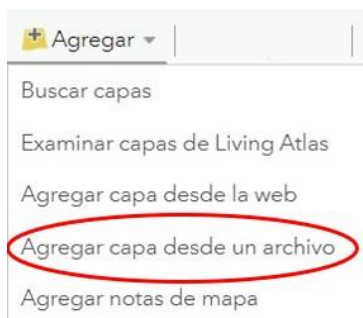 Agregar
Buscar capas
Examinar capas de Living Atlas
Agregar capa desde la web
Agregar capa desde un archivo
Agregar notas de mapa